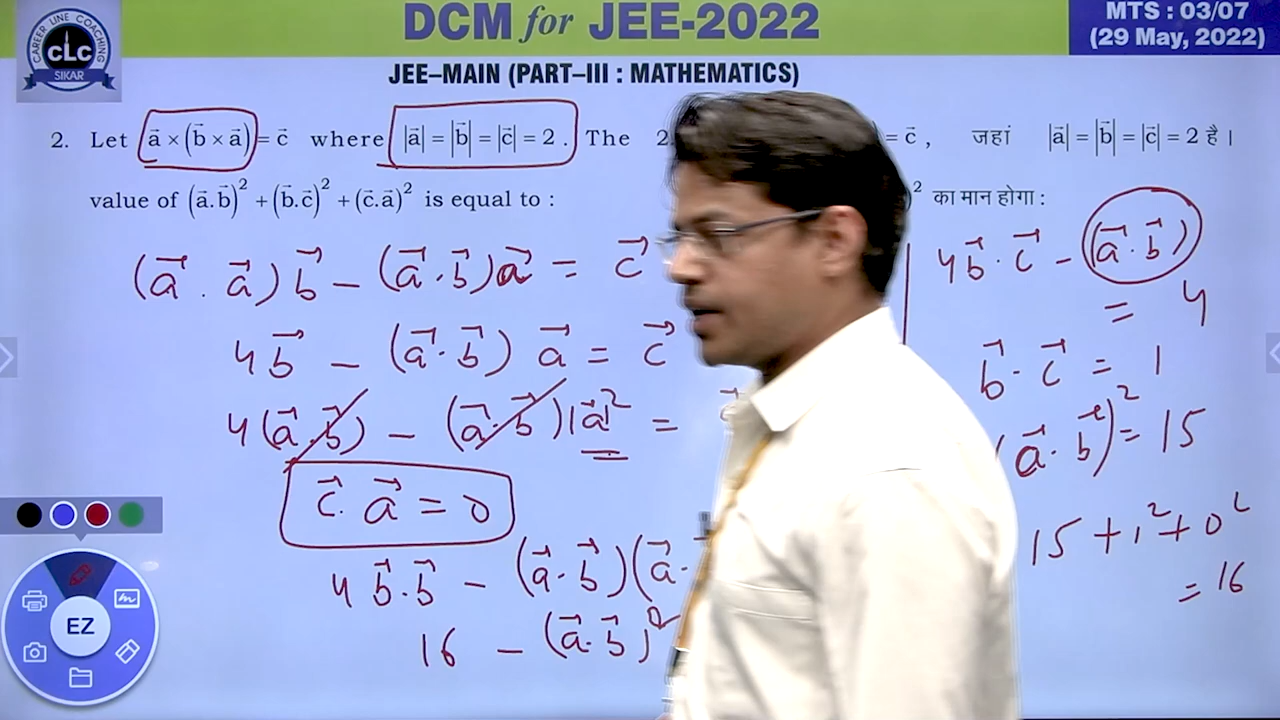 DCM for JEE-2022
MTS : 03/07
(29 May, 2022)
CAREER LINE COACHING
CLC
SIKAR
JEE–MAIN (PART–III : MATHEMATICS)
2. Let a⃗ × (b⃗ × a⃗) = c⃗ where |a⃗| = |b⃗| = |c⃗| = 2 . The
value of (a⃗.b⃗)² + (b⃗.c⃗)² + (c⃗.a⃗)² is equal to :
2
= c⃗ , जहां |a⃗| = |b⃗| = |c⃗| = 2 है।
² का मान होगा :
(a⃗ . a⃗) b⃗ – (a⃗ . b⃗) a⃗ = c⃗
4 b⃗ – (a⃗ . b⃗) a⃗ = c⃗
4 (a⃗ . b⃗) – (a⃗ . b⃗) |a⃗|² =
c⃗ . a⃗ = 0
4 b⃗ . b⃗ – (a⃗ . b⃗) (a⃗ .
16 – (a⃗ . b⃗)²
4 b⃗ . c⃗ – (a⃗ . b⃗)
= 4
b⃗ . c⃗ = 1
(a⃗ . b⃗)² = 15
15 + 1² + 0²
= 16
EZ